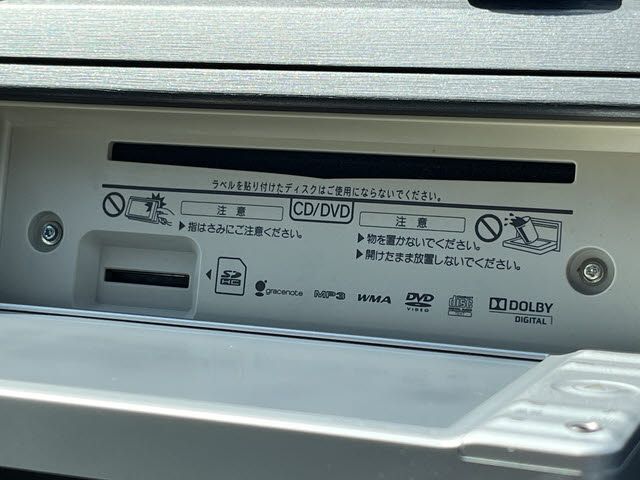 ラベルを貼り付けたディスクはご使用にならないでください。
注 意
CD/DVD
注 意
▶指はさみにご注意ください。
▶物を置かないでください。
▶開けたまま放置しないでください。
SD
HC
gracenote
MP3
WMA
DVD
VIDEO
DOLBY
DIGITAL